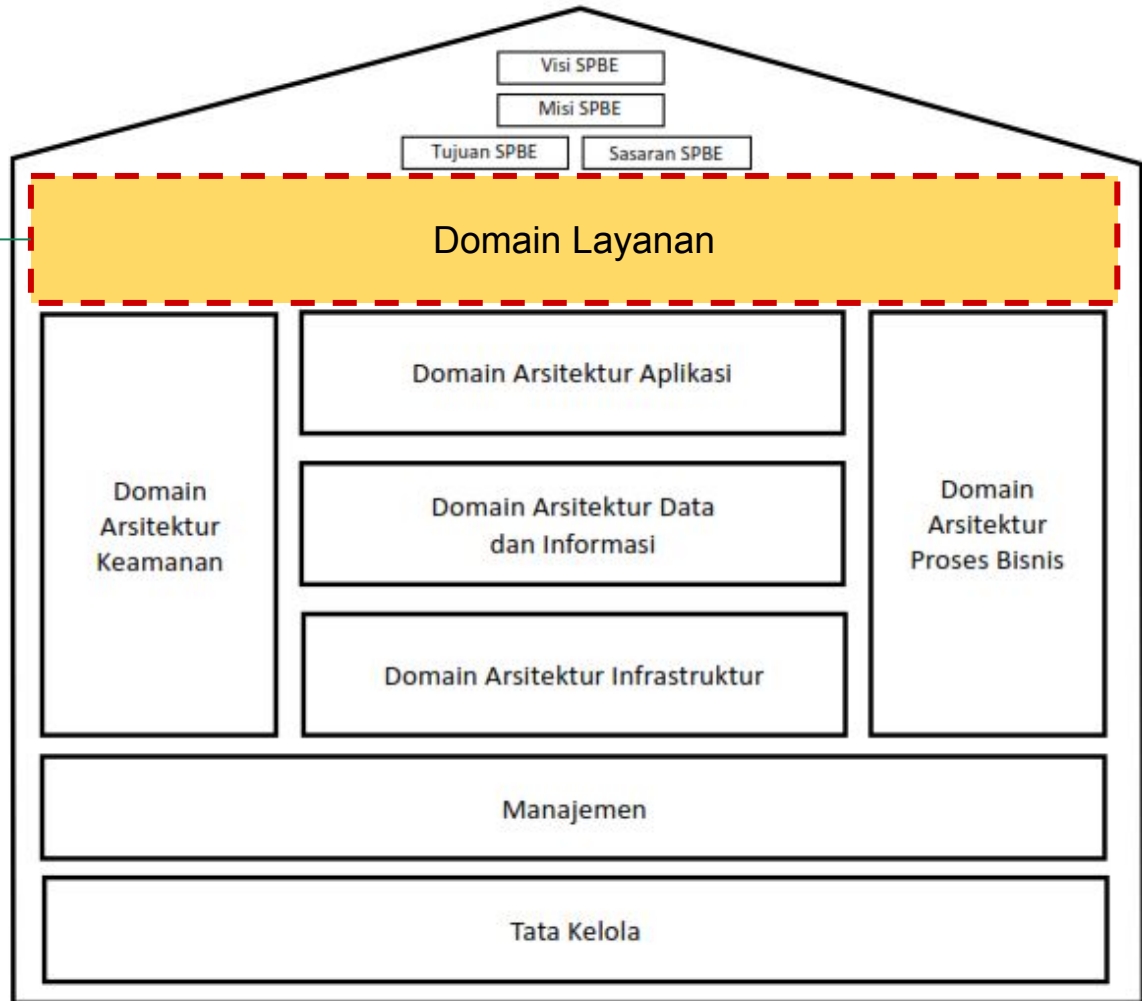 Visi SPBE
Misi SPBE
Tujuan SPBE
Sasaran SPBE
Domain Layanan
Domain
Arsitektur
Keamanan
Domain Arsitektur Aplikasi
Domain Arsitektur Data
dan Informasi
Domain Arsitektur Infrastruktur
Domain
Arsitektur
Proses Bisnis
Manajemen
Tata Kelola